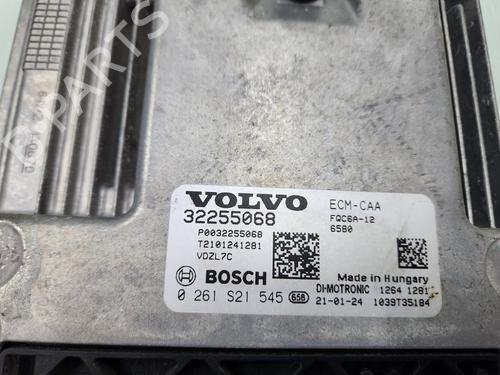 VOLVO
32255068
P0032255068
T2101241281
VDZL7C
ECM-CAA
FQC6A-12
6580
BOSCH
0 261 S21 545 658
Made in Hungary
DI-MOTRONIC 1264 1281
21-01-24 1039T35184
B PARTS